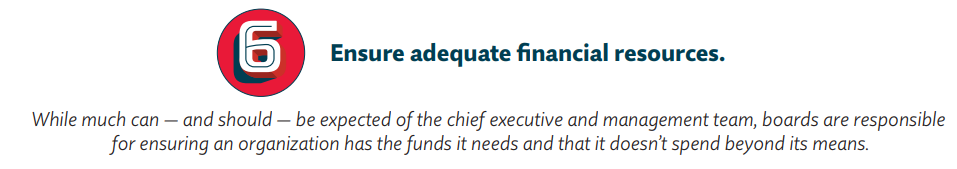 6
Ensure adequate financial resources.
While much can — and should — be expected of the chief executive and management team, boards are responsible
for ensuring an organization has the funds it needs and that it doesn’t spend beyond its means.